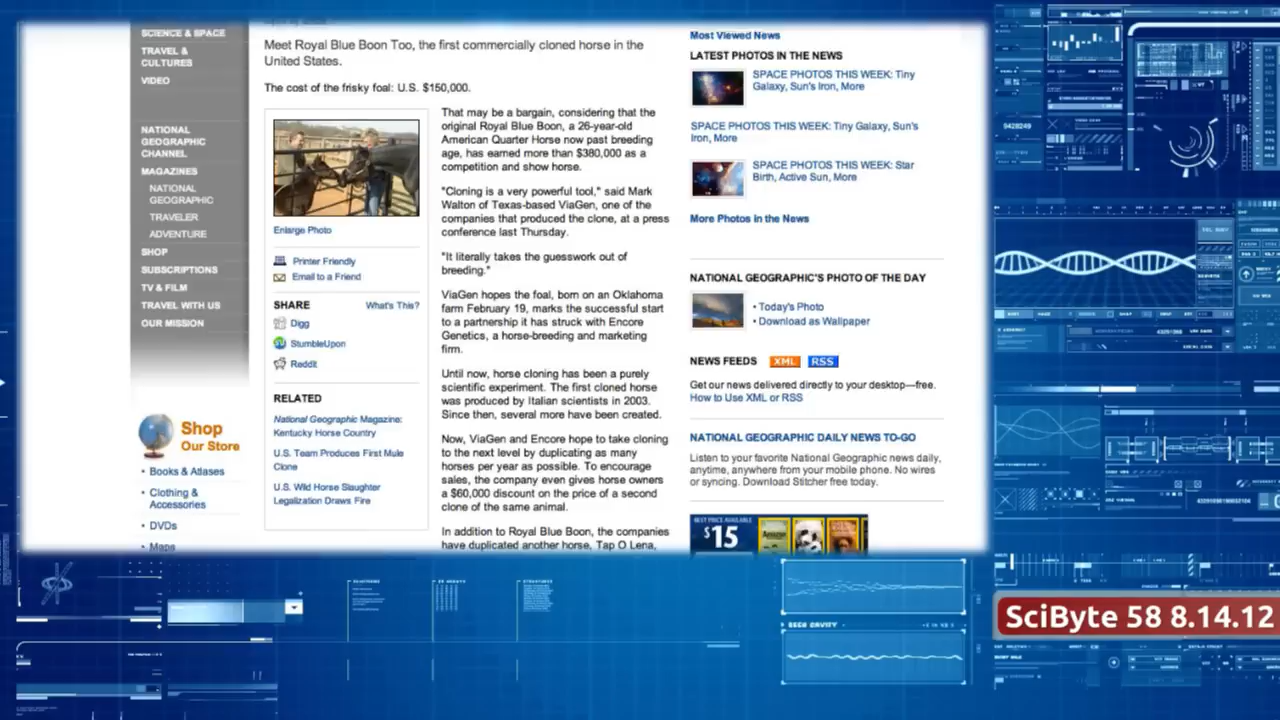 SCIENCE & SPACE
TRAVEL &
CULTURES
VIDEO
NATIONAL
GEOGRAPHIC
CHANNEL
MAGAZINES
NATIONAL
GEOGRAPHIC
TRAVELER
ADVENTURE
SHOP
SUBSCRIPTIONS
TV & FILM
TRAVEL WITH US
OUR MISSION
Shop
Our Store
• Books & Atlases
• Clothing &
Accessories
• DVDs
• Maps
Meet Royal Blue Boon Too, the first commercially cloned horse in the
United States.
The cost of the frisky foal: U.S. $150,000.
Enlarge Photo
Printer Friendly
Email to a Friend
SHARE What's This?
Digg
StumbleUpon
Reddit
RELATED
National Geographic Magazine:
Kentucky Horse Country
U.S. Team Produces First Mule
Clone
U.S. Wild Horse Slaughter
Legalization Draws Fire
That may be a bargain, considering that the
original Royal Blue Boon, a 26-year-old
American Quarter Horse now past breeding
age, has earned more than $380,000 as a
competition and show horse.
"Cloning is a very powerful tool," said Mark
Walton of Texas-based ViaGen, one of the
companies that produced the clone, at a press
conference last Thursday.
"It literally takes the guesswork out of
breeding."
ViaGen hopes the foal, born on an Oklahoma
farm February 19, marks the successful start
to a partnership it has struck with Encore
Genetics, a horse-breeding and marketing
firm.
Until now, horse cloning has been a purely
scientific experiment. The first cloned horse
was produced by Italian scientists in 2003.
Since then, several more have been created.
Now, ViaGen and Encore hope to take cloning
to the next level by duplicating as many
horses per year as possible. To encourage
sales, the company even gives horse owners
a $60,000 discount on the price of a second
clone of the same animal.
In addition to Royal Blue Boon, the companies
have duplicated another horse, Tap O Lena,
Most Viewed News
LATEST PHOTOS IN THE NEWS
SPACE PHOTOS THIS WEEK: Tiny
Galaxy, Sun's Iron, More
SPACE PHOTOS THIS WEEK: Tiny Galaxy, Sun's
Iron, More
SPACE PHOTOS THIS WEEK: Star
Birth, Active Sun, More
More Photos in the News
NATIONAL GEOGRAPHIC'S PHOTO OF THE DAY
• Today's Photo
• Download as Wallpaper
NEWS FEEDS XML RSS
Get our news delivered directly to your desktop—free.
How to Use XML or RSS
NATIONAL GEOGRAPHIC DAILY NEWS TO-GO
Listen to your favorite National Geographic news daily,
anytime, anywhere from your mobile phone. No wires
or syncing. Download Stitcher free today.
BEST PRICE AVAILABLE
$15
9428249
SciByte 58 8.14.12